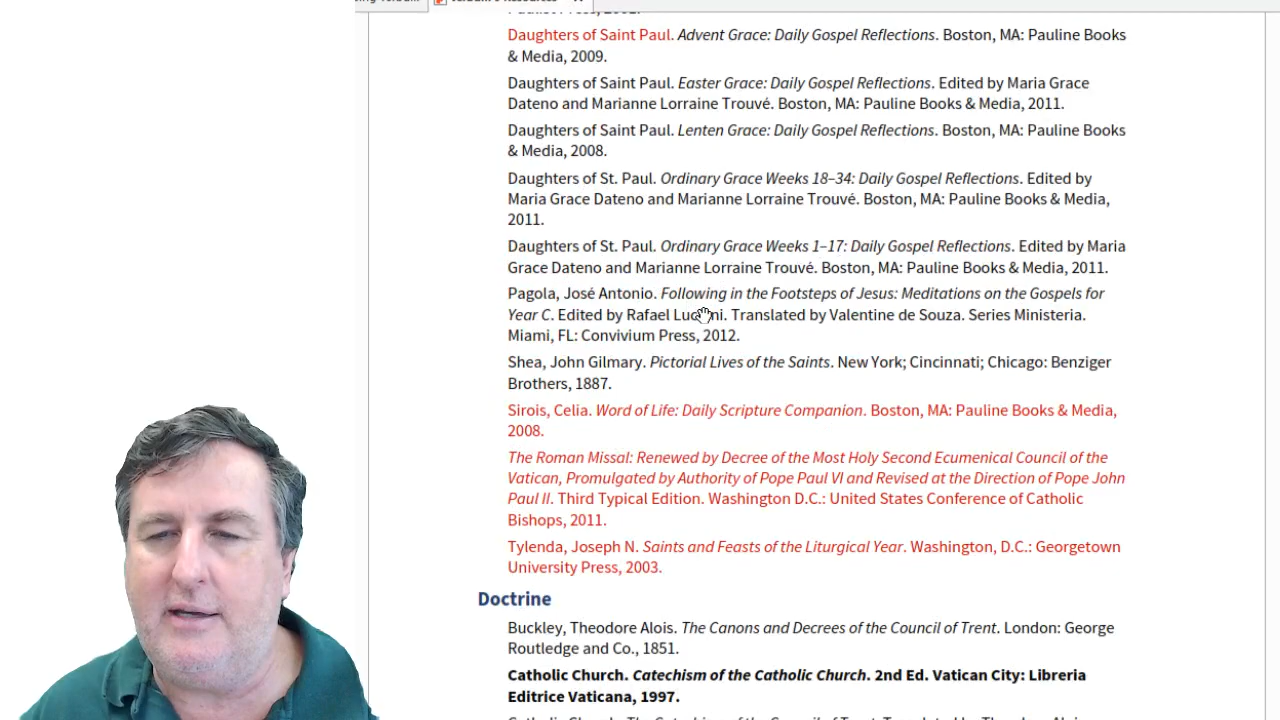 Daughters of Saint Paul. Advent Grace: Daily Gospel Reflections. Boston, MA: Pauline Books
& Media, 2009.
Daughters of Saint Paul. Easter Grace: Daily Gospel Reflections. Edited by Maria Grace
Dateno and Marianne Lorraine Trouvé. Boston, MA: Pauline Books & Media, 2011.
Daughters of Saint Paul. Lenten Grace: Daily Gospel Reflections. Boston, MA: Pauline Books
& Media, 2008.
Daughters of St. Paul. Ordinary Grace Weeks 18–34: Daily Gospel Reflections. Edited by
Maria Grace Dateno and Marianne Lorraine Trouvé. Boston, MA: Pauline Books & Media,
2011.
Daughters of St. Paul. Ordinary Grace Weeks 1–17: Daily Gospel Reflections. Edited by Maria
Grace Dateno and Marianne Lorraine Trouvé. Boston, MA: Pauline Books & Media, 2011.
Pagola, José Antonio. Following in the Footsteps of Jesus: Meditations on the Gospels for
Year C. Edited by Rafael Translated by Valentine de Souza. Series Ministeria.
Miami, FL: Convivium Press, 2012.
Shea, John Gilmary. Pictorial Lives of the Saints. New York; Cincinnati; Chicago: Benziger
Brothers, 1887.
Sirois, Celia. Word of Life: Daily Scripture Companion. Boston, MA: Pauline Books & Media,
2008.
The Roman Missal: Renewed by Decree of the Most Holy Second Ecumenical Council of the
Vatican, Promulgated by Authority of Pope Paul VI and Revised at the Direction of Pope John
Paul II. Third Typical Edition. Washington D.C.: United States Conference of Catholic
Bishops, 2011.
Tylenda, Joseph N. Saints and Feasts of the Liturgical Year. Washington, D.C.: Georgetown
University Press, 2003.
Doctrine
Buckley, Theodore Alois. The Canons and Decrees of the Council of Trent. London: George
Routledge and Co., 1851.
Catholic Church. Catechism of the Catholic Church. 2nd Ed. Vatican City: Libreria
Editrice Vaticana, 1997.